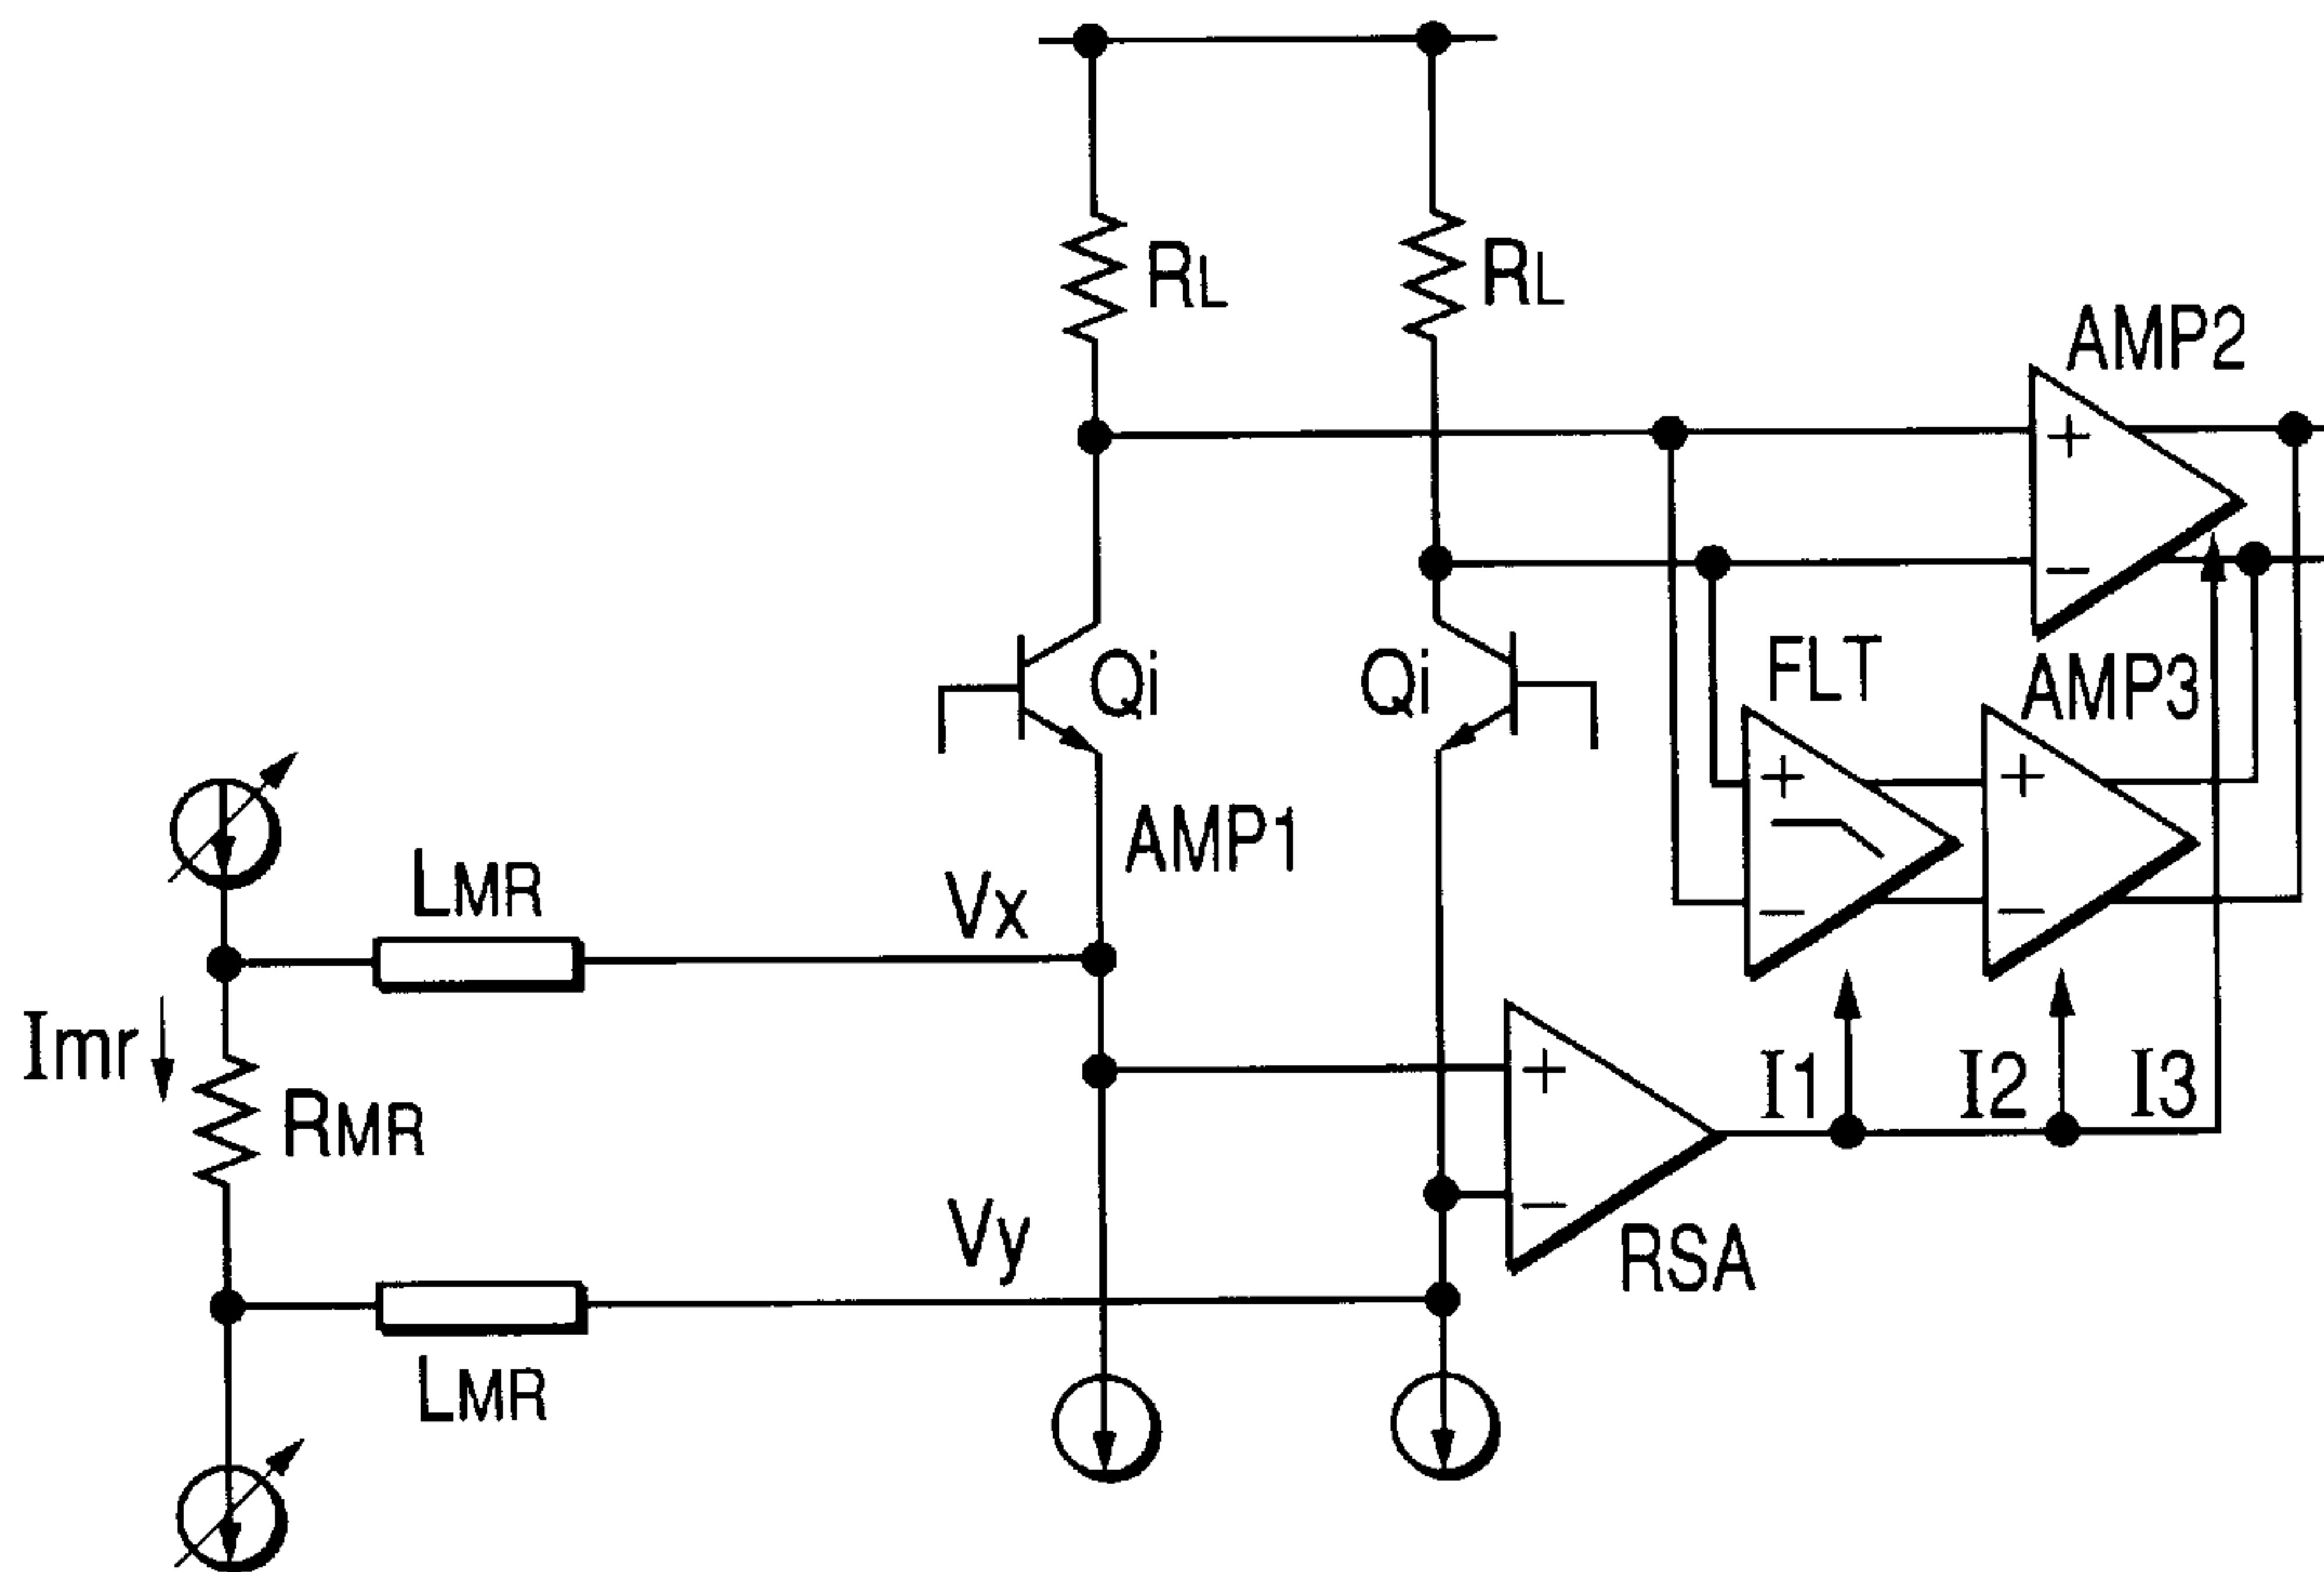 RL
RL
AMP2
+
−
Qi
Qi
FLT
AMP3
+
−
+
−
AMP1
LMR
Vx
Imr
RMR
+
−
I1
I2
I3
Vy
RSA
LMR